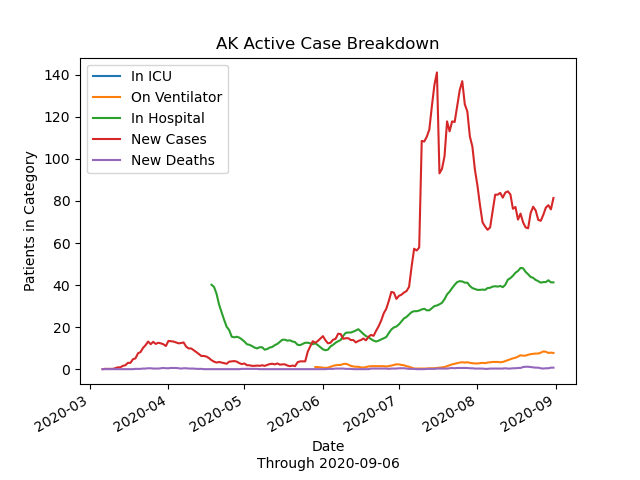 AK Active Case Breakdown
In ICU
On Ventilator
In Hospital
New Cases
New Deaths
Patients in Category
140
120
100
80
60
40
20
0
2020-03
2020-04
2020-05
2020-06
2020-07
2020-08
2020-09
Date
Through 2020-09-06